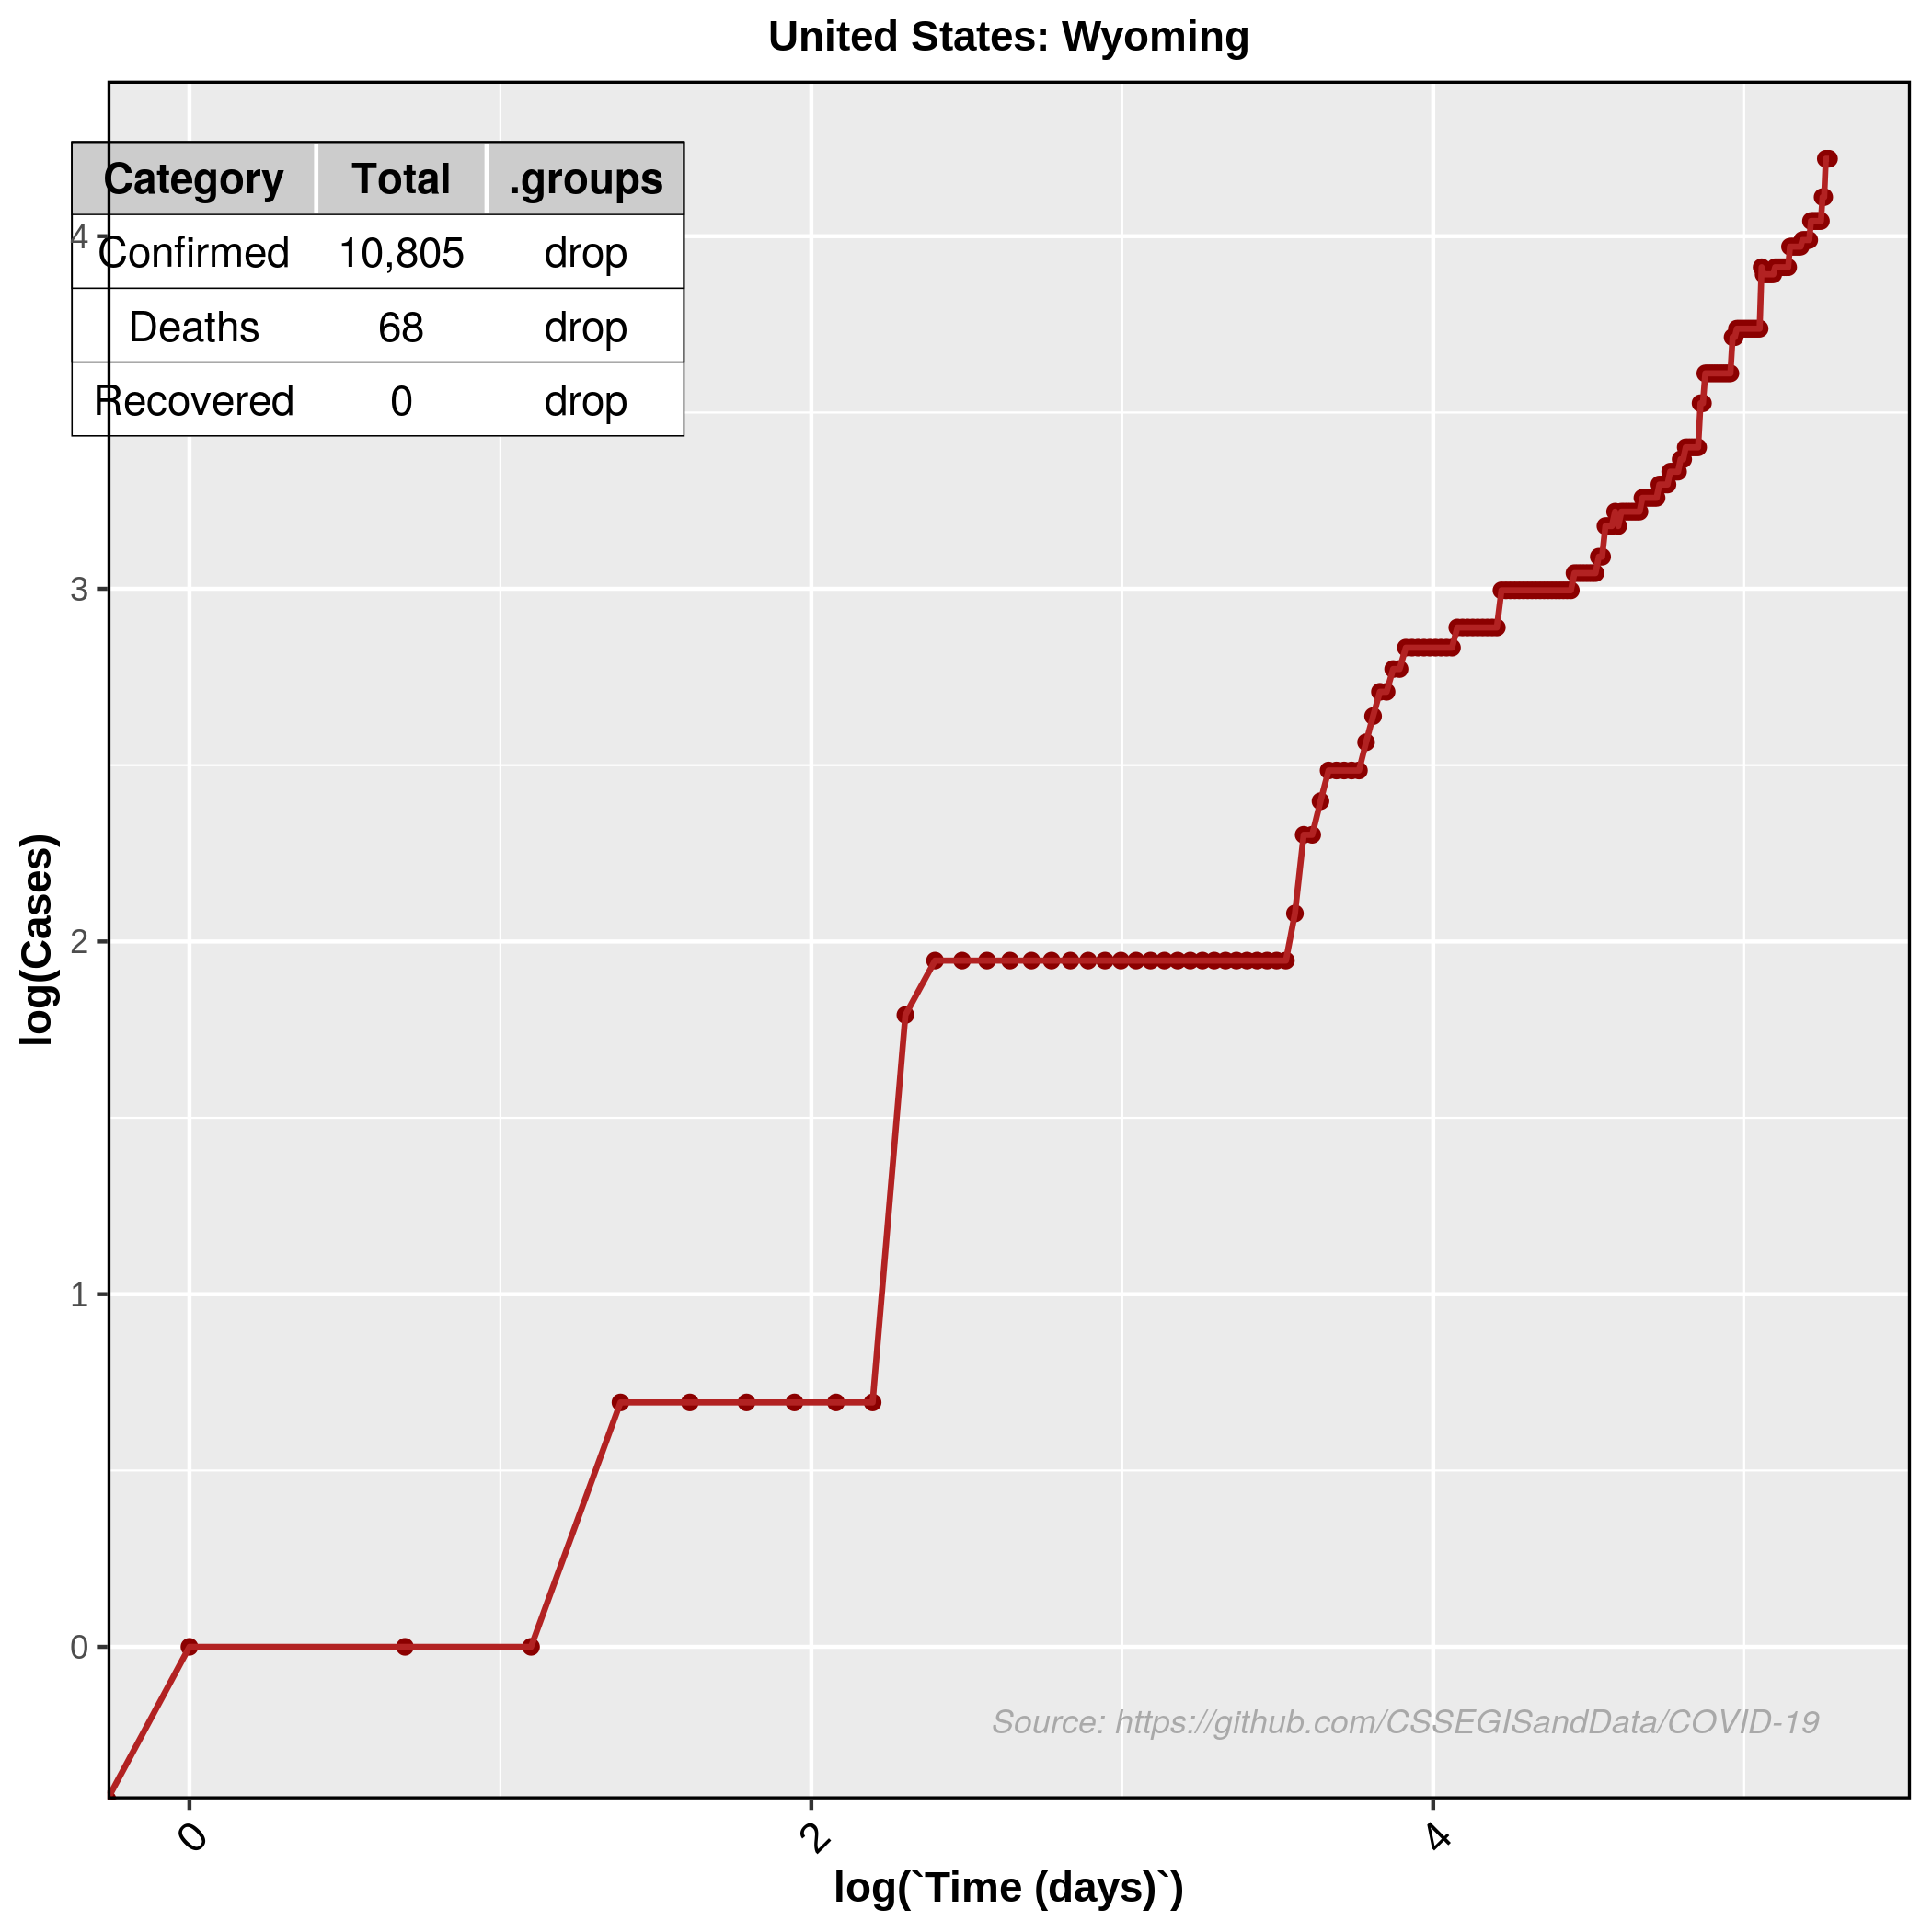 United States: Wyoming
Category Total .groups
Confirmed 10,805 drop
Deaths 68 drop
Recovered 0 drop
4
3
2
1
0
log(Cases)
Source: https://github.com/CSSEGISandData/COVID-19
0 2 4
log(`Time (days)`)